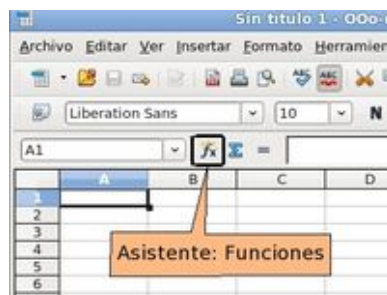 Sin título 1 - OOo-
Archivo Editar Ver Insertar Formato Herramien
Liberation Sans 10 N
A1 fx Σ =
A B C D
1
2
3
4
5
6
Asistente: Funciones